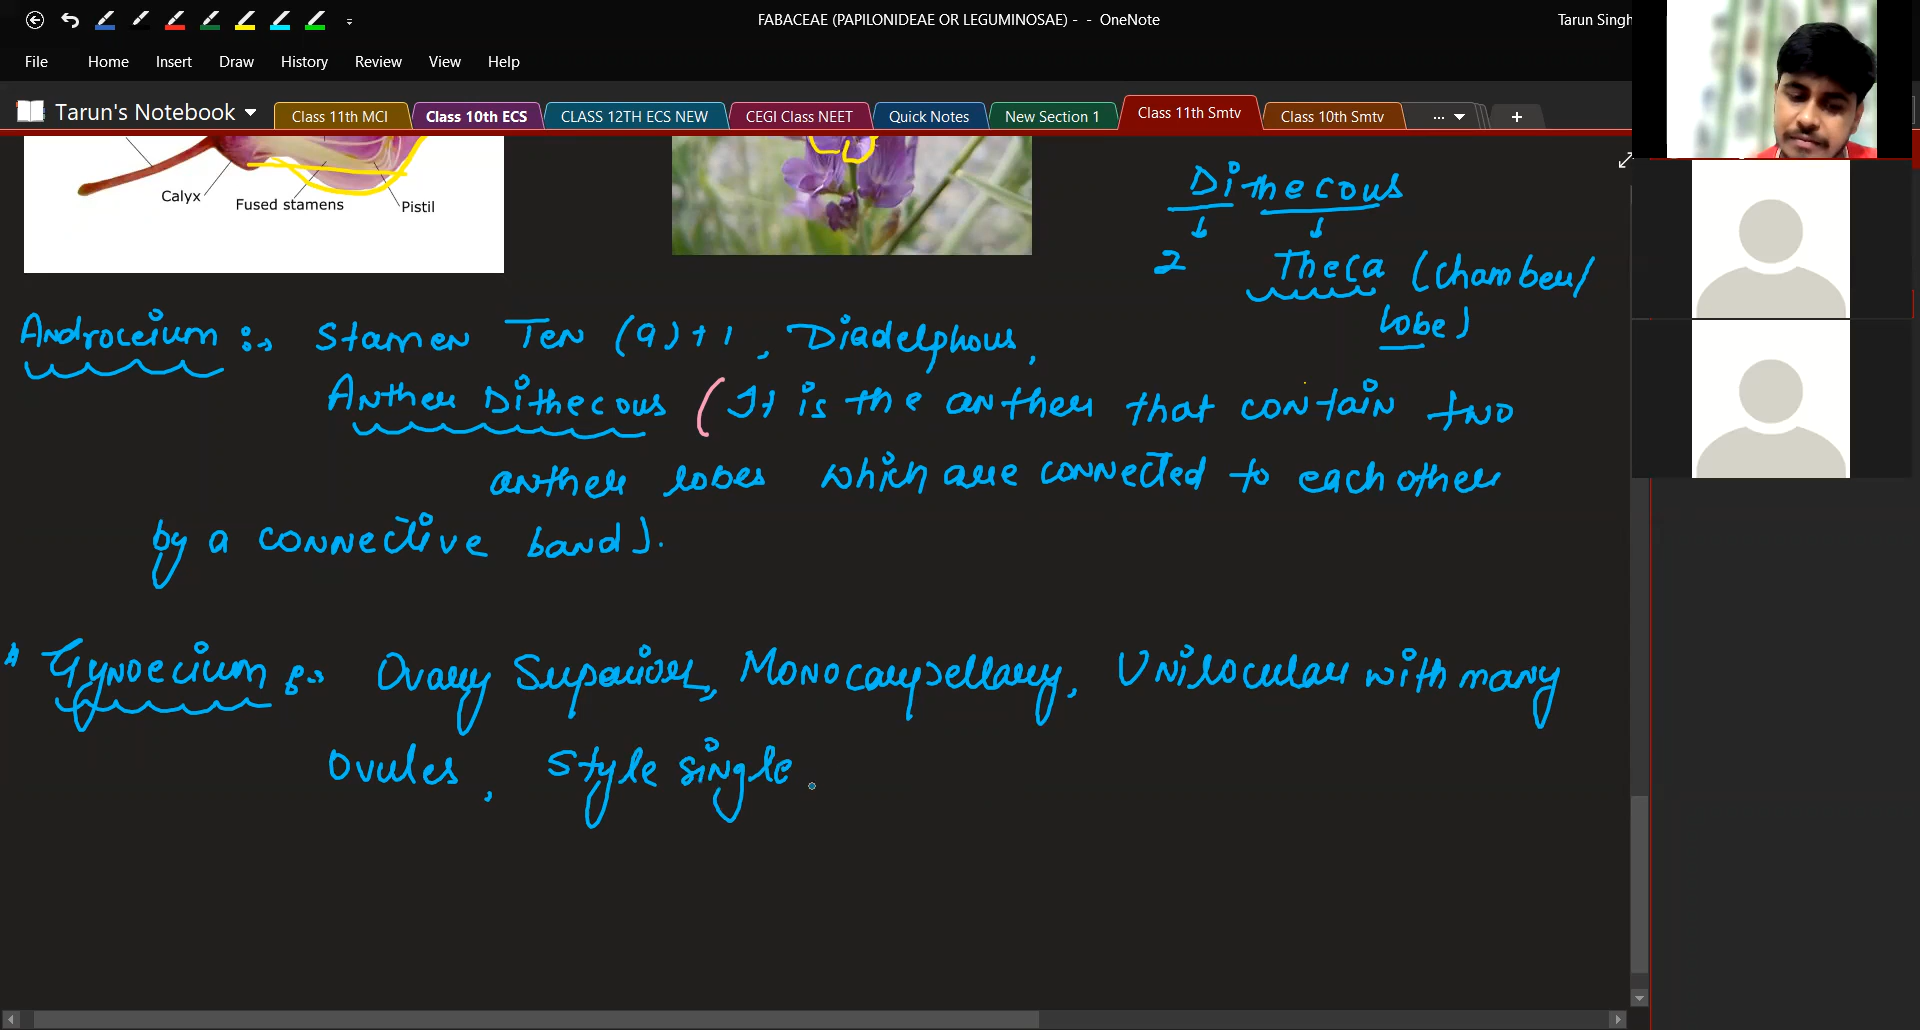 FABACEAE (PAPILONIDEAE OR LEGUMINOSAE) - - OneNote
Tarun Singh
File Home Insert Draw History Review View Help
Tarun's Notebook
Class 11th MCI Class 10th ECS CLASS 12TH ECS NEW CEGI Class NEET Quick Notes New Section 1 Class 11th Smtv Class 10th Smtv ... +
Calyx
Fused stamens
Pistil
Dithecous
2 Theca (chamber/
lobe)
Androceium :- Stamen Ten (9)+1, Diadelphous,
Anther Dithecous (It is the anther that contain two
anther lobes which are connected to each other
by a connective band).
Gynoecium :- Ovary Superior, Monocarpellary, Unilocular with many
Ovules, Style single.